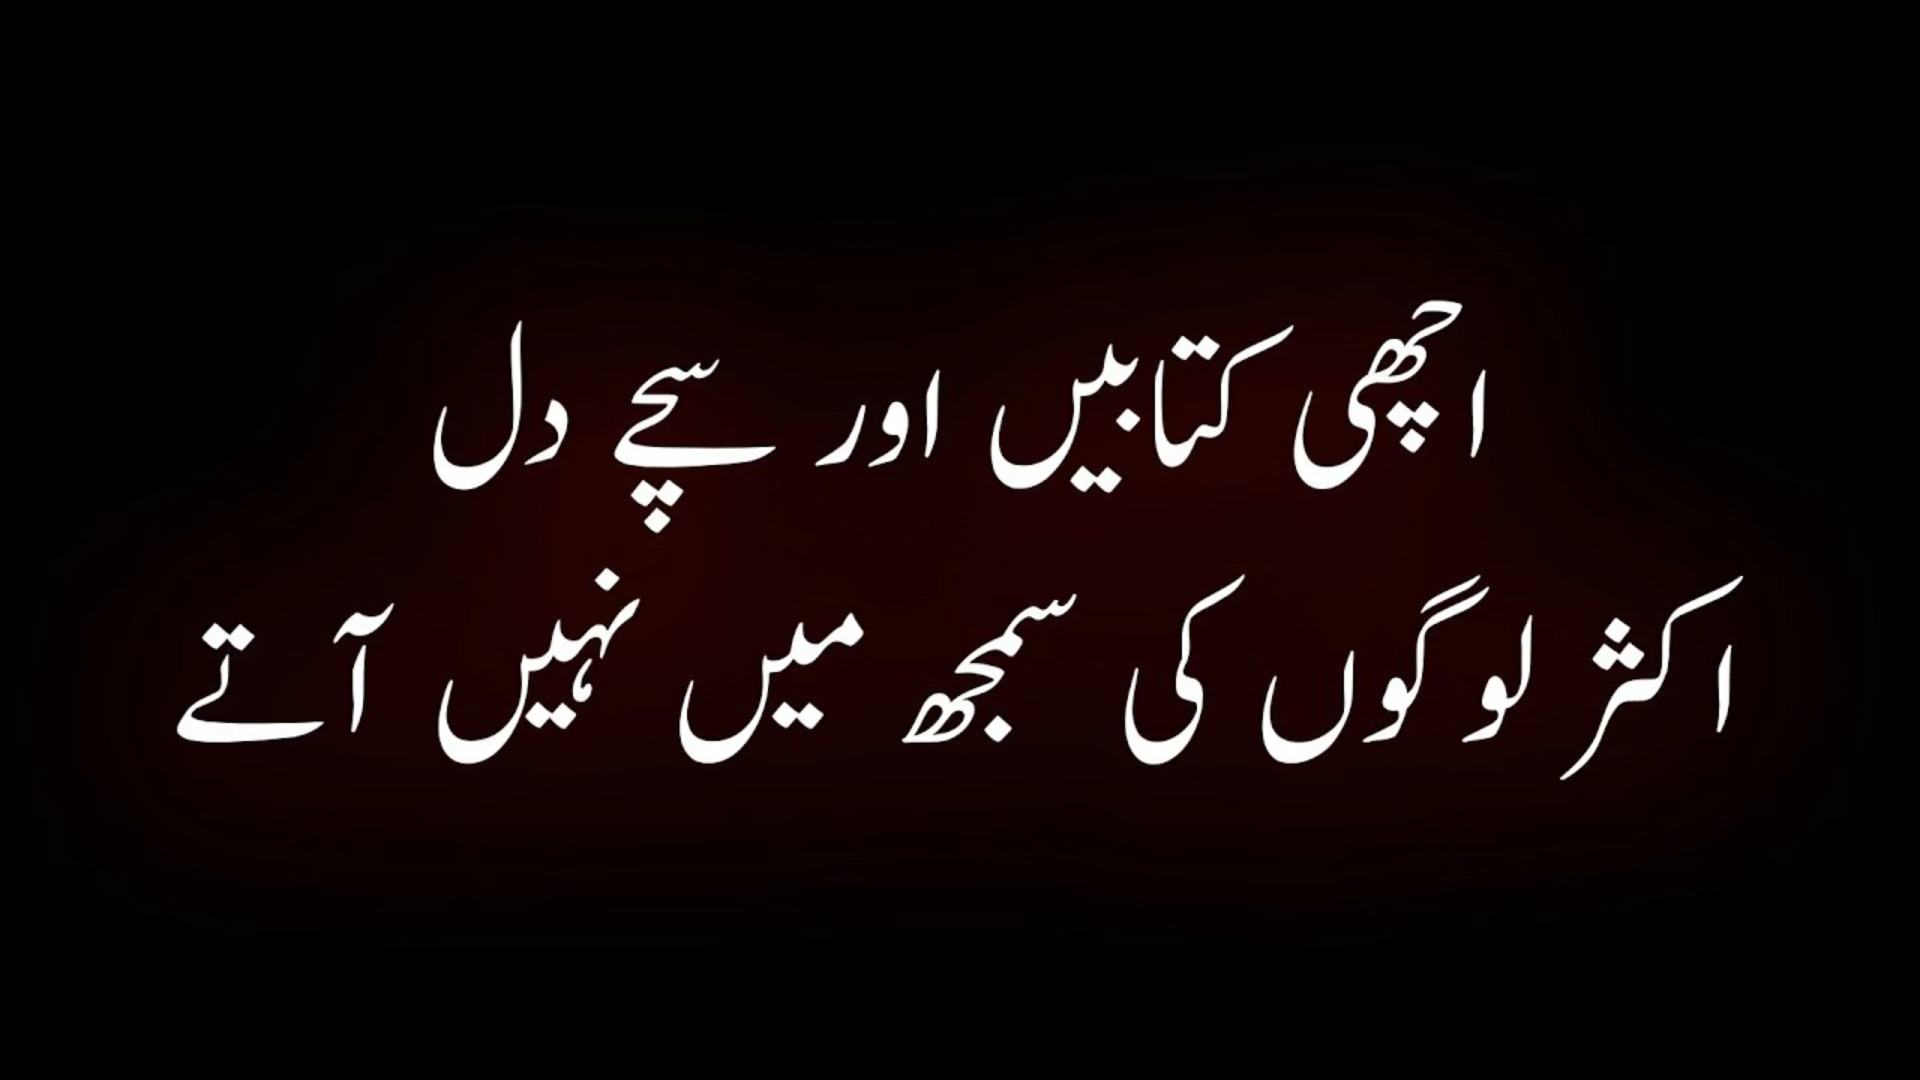 اچھی کتابیں اور سچے دل
اکثر لوگوں کی سمجھ میں نہیں آتے